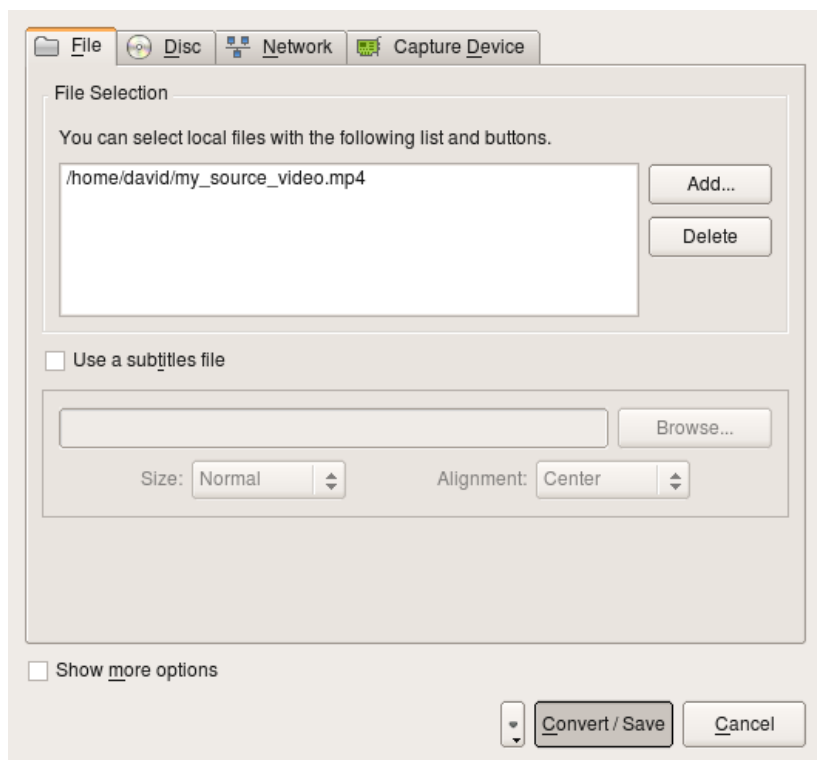 File Disc Network Capture Device
File Selection
You can select local files with the following list and buttons.
/home/david/my_source_video.mp4
Add...
Delete
Use a subtitles file
Browse...
Size: Normal Alignment: Center
Show more options
Convert / Save Cancel